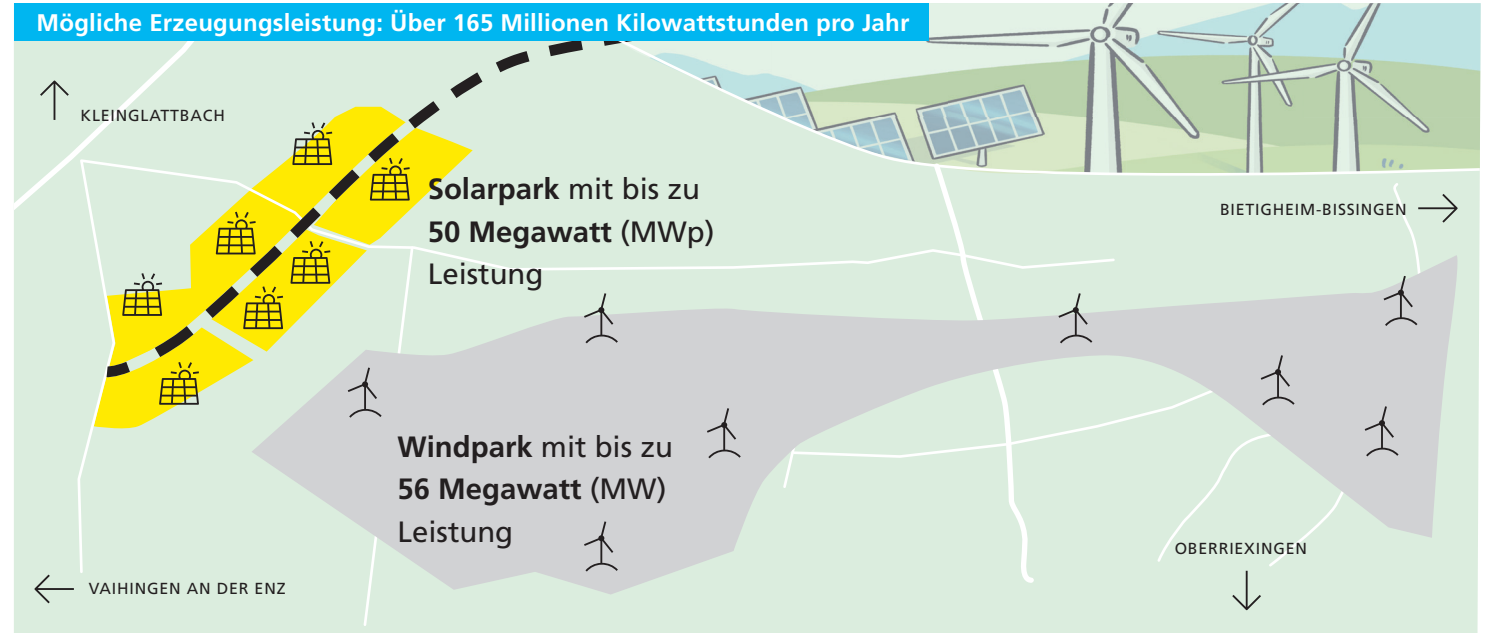 Mögliche Erzeugungsleistung: Über 165 Millionen Kilowattstunden pro Jahr
KLEINGLATTBACH
Solarpark mit bis zu
50 Megawatt (MWp)
Leistung
BIETIGHEIM-BISSINGEN
Windpark mit bis zu
56 Megawatt (MW)
Leistung
OBERRIEXINGEN
VAIHINGEN AN DER ENZ